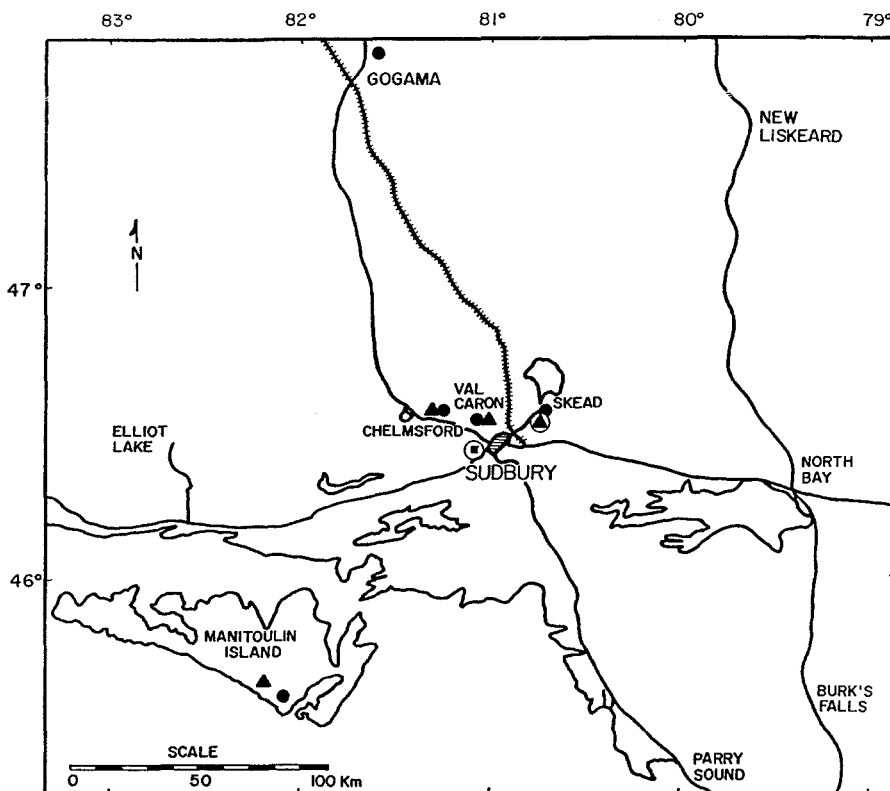 83° 82° 81° 80° 79°
GOGAMA
NEW
LISKEARD
N
47°
VAL
CARON
SKEAD
CHELMSFORD
ELLIOT
LAKE
SUDBURY
NORTH
BAY
46°
MANITOULIN
ISLAND
BURK'S
FALLS
SCALE
0 50 100 Km
PARRY
SOUND